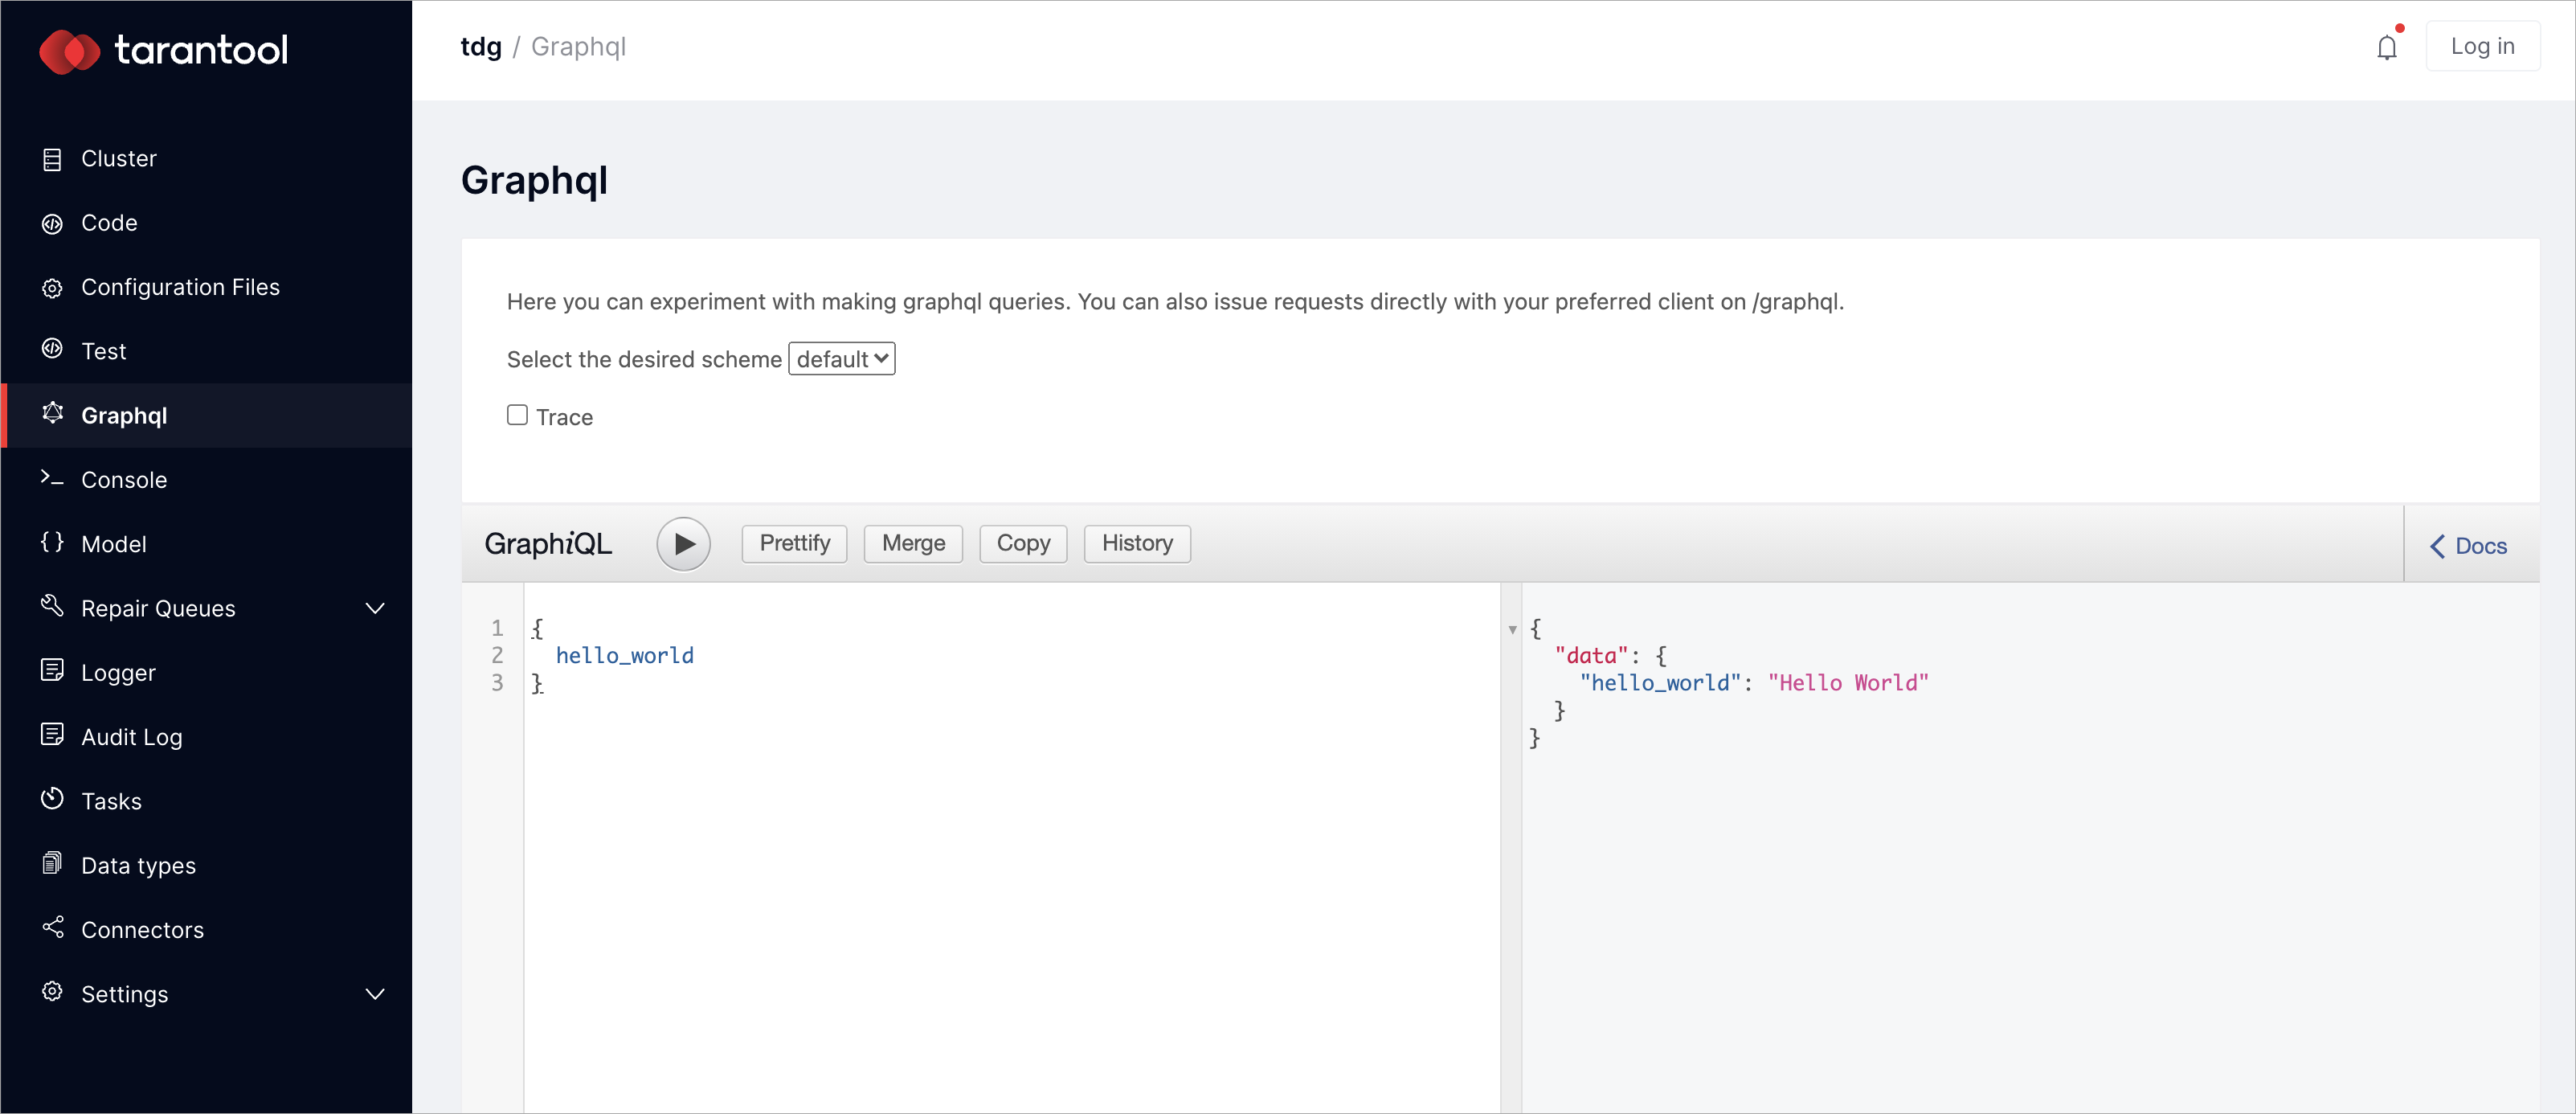 tarantool
Cluster
Code
Configuration Files
Test
Graphql
Console
Model
Repair Queues
Logger
Audit Log
Tasks
Data types
Connectors
Settings
tdg / Graphql
Log in
Graphql
Here you can experiment with making graphql queries. You can also issue requests directly with your preferred client on /graphql.
Select the desired scheme default
Trace
GraphiQL Prettify Merge Copy History Docs
1 {
2 hello_world
3 }
{
"data": {
"hello_world": "Hello World"
}
}